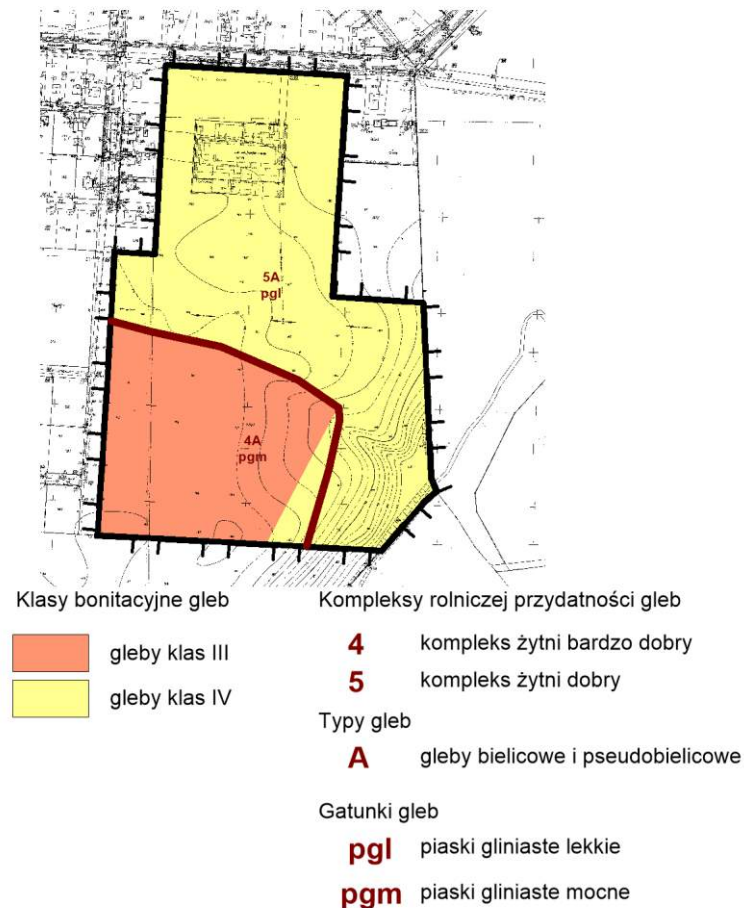 5A
pgl
4A
pgm
Klasy bonitacyjne gleb
gleby klas III
gleby klas IV
Kompleksy rolniczej przydatności gleb
4 kompleks żytni bardzo dobry
5 kompleks żytni dobry
Typy gleb
A gleby bielicowe i pseudobielicowe
Gatunki gleb
pgl piaski gliniaste lekkie
pgm piaski gliniaste mocne